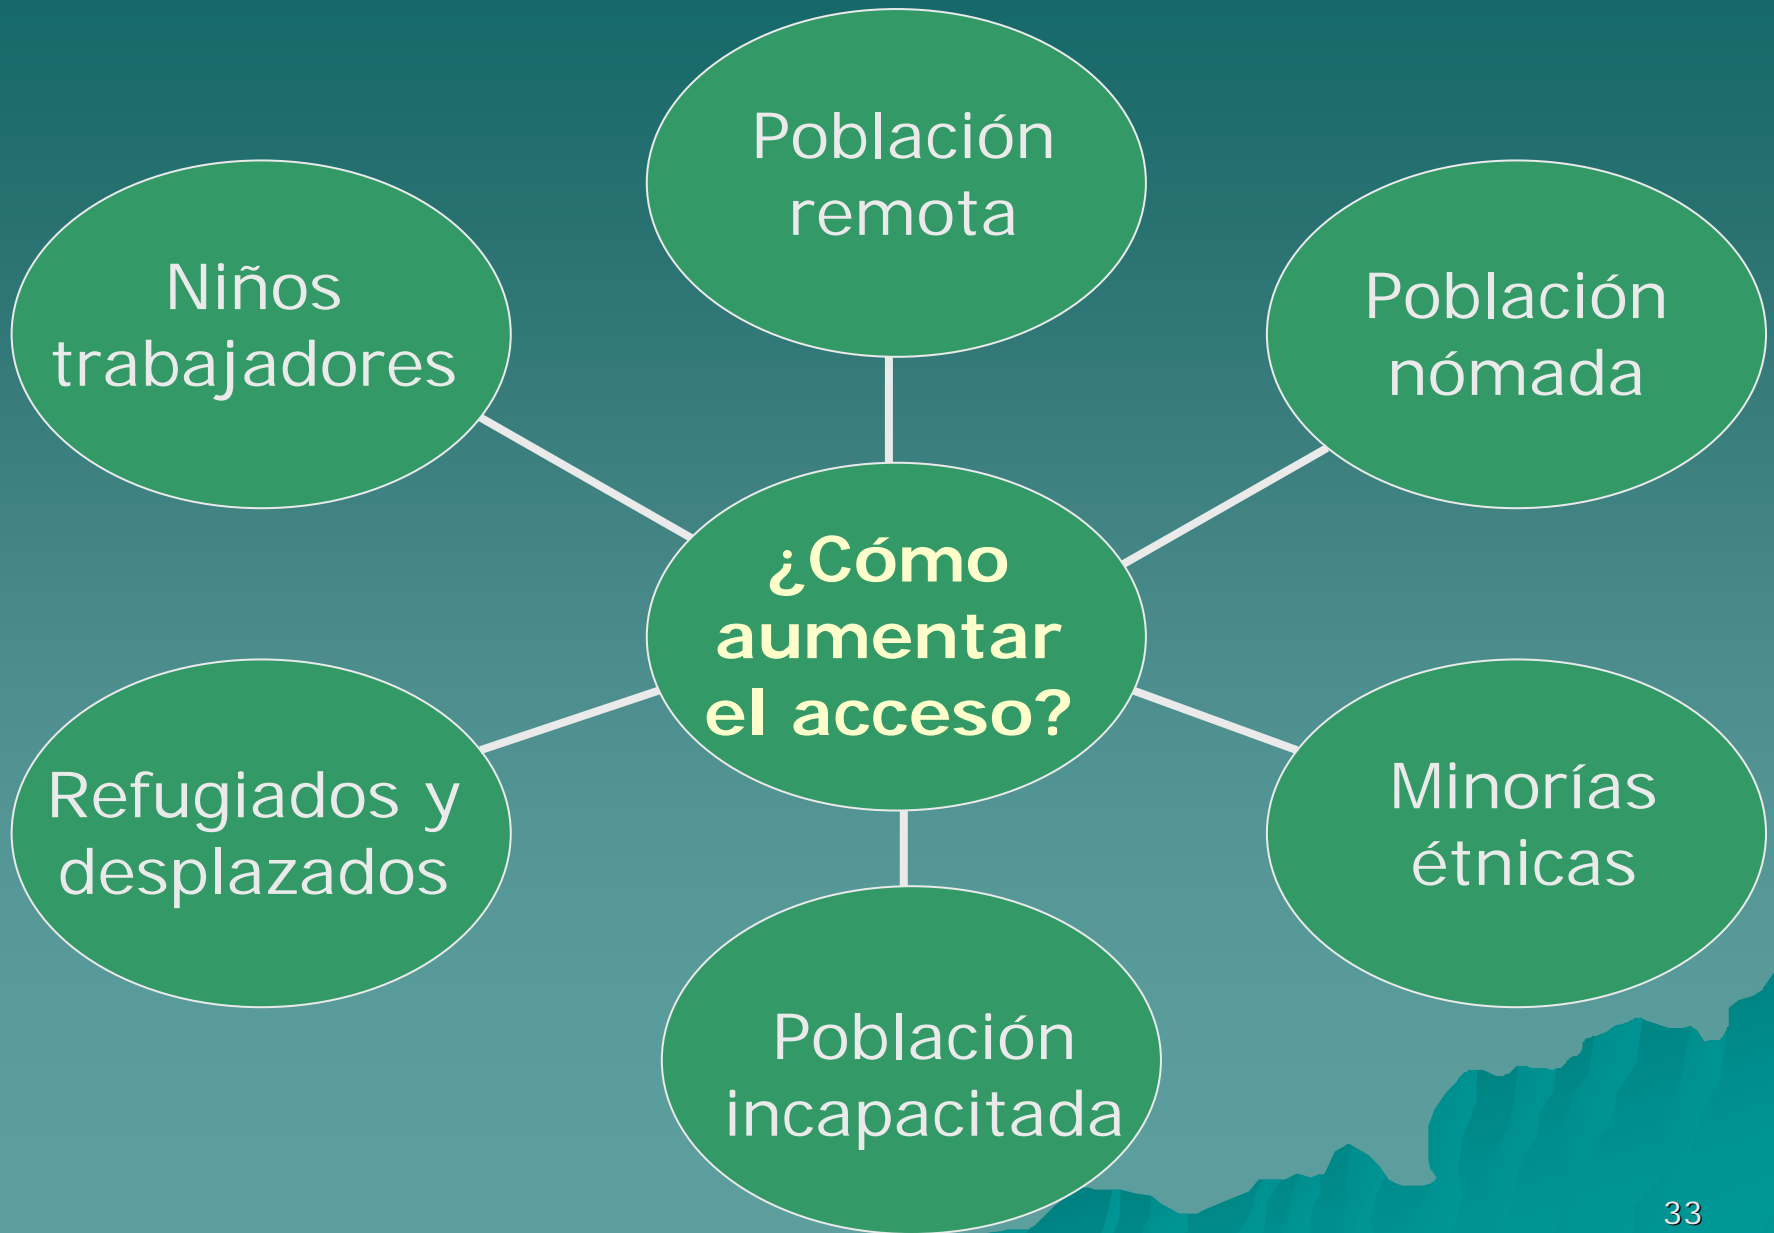 Población
remota
Niños
trabajadores
Población
nómada
¿Cómo
aumentar
el acceso?
Refugiados y
desplazados
Minorías
étnicas
Población
incapacitada
33